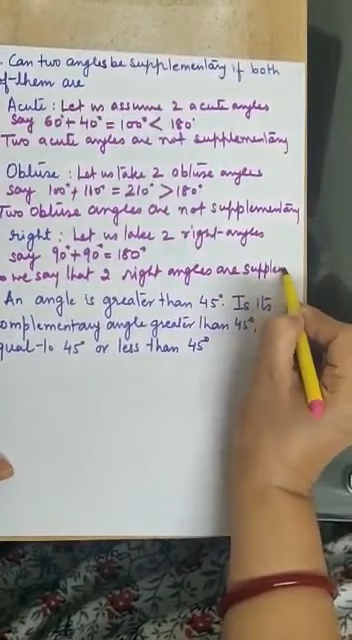 . Can two angles be supplementary if both
of them are
Acute : Let us assume 2 acute angles
say 60° + 40° = 100° < 180°
Two acute angles are not supplementary
Obtuse : Let us take 2 obtuse angles
say 100° + 110° = 210° > 180°
Two obtuse angles are not supplementary
right : Let us take 2 right-angles
say 90° + 90° = 180°
o we say that 2 right angles are supplem
An angle is greater than 45°. Is its
omplementary angle greater than 45°,
qual to 45° or less than 45°